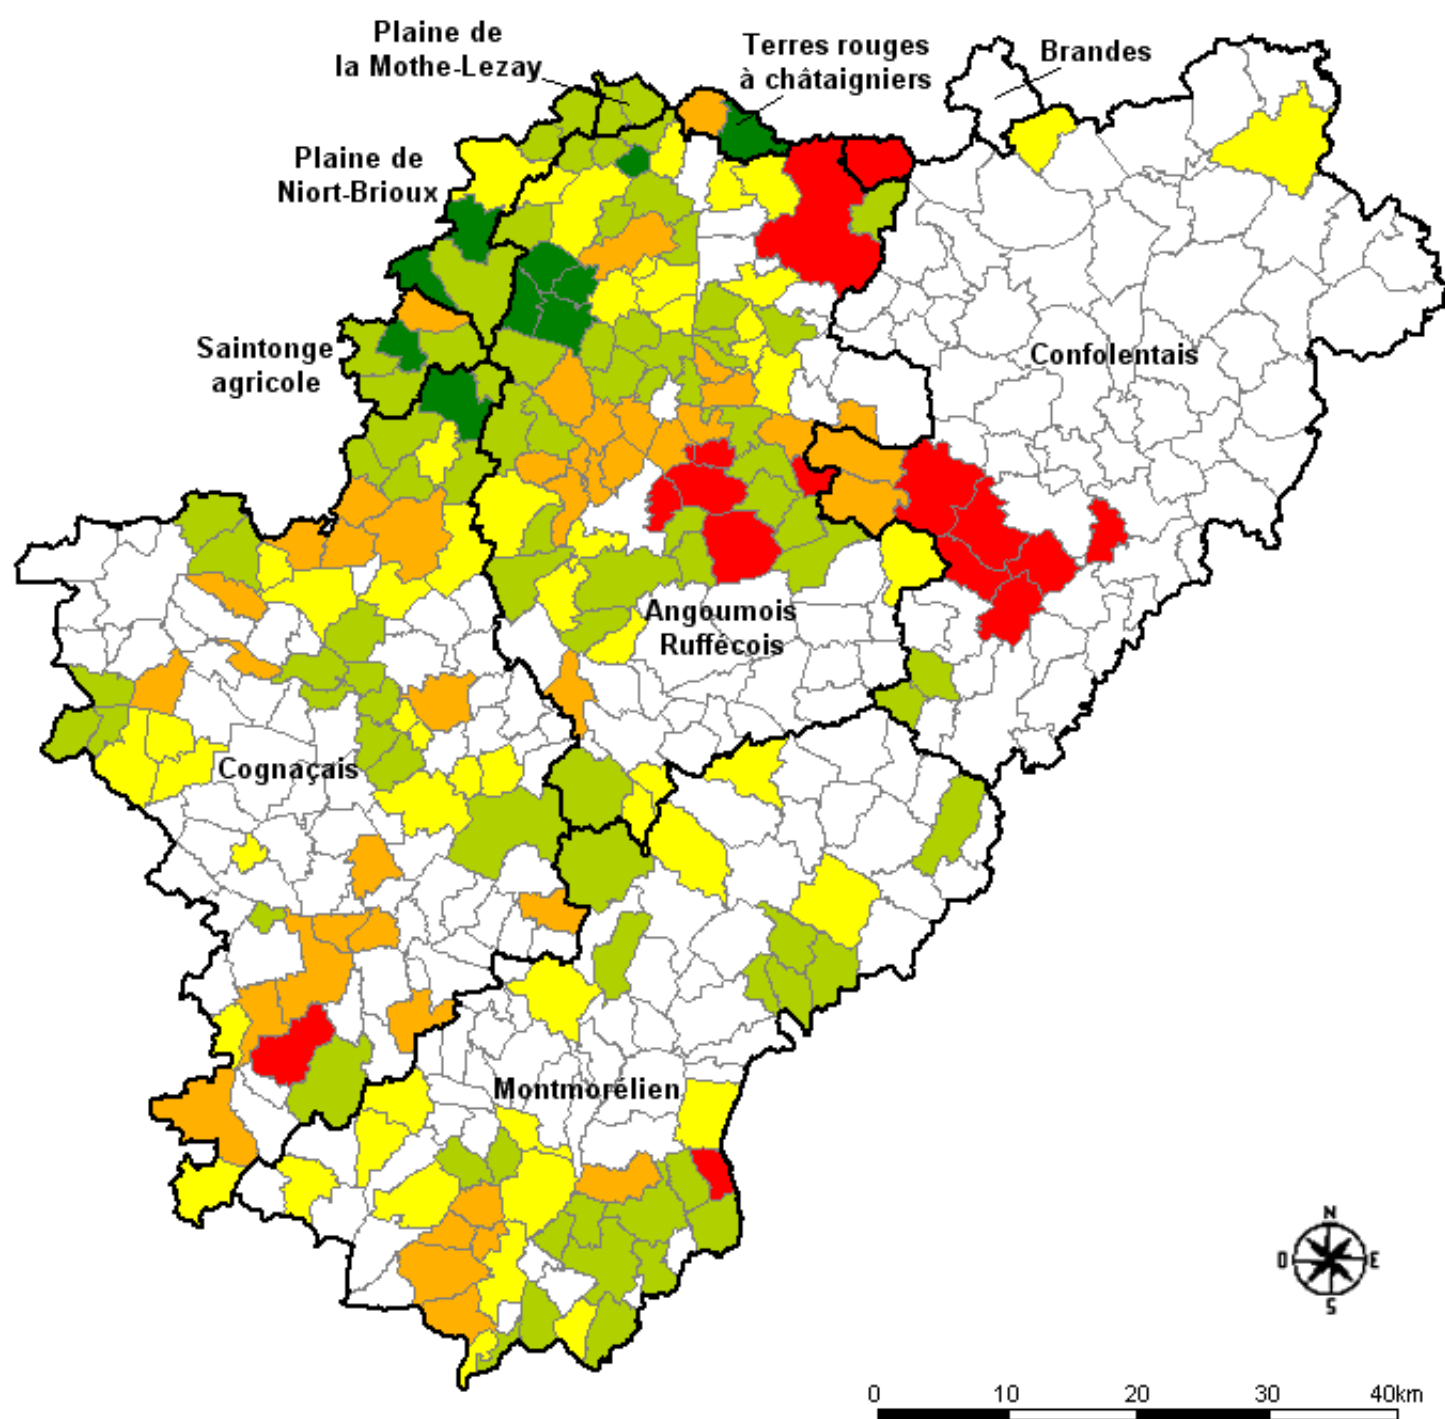 Plaine de
la Mothe-Lezay
Terres rouges
à châtaigniers
Brandes
Plaine de
Niort-Brioux
Saintonge
agricole
Confolentais
Angoumois
Ruffécois
Cognaçais
Montmorélien
N
O
E
S
0 10 20 30 40km